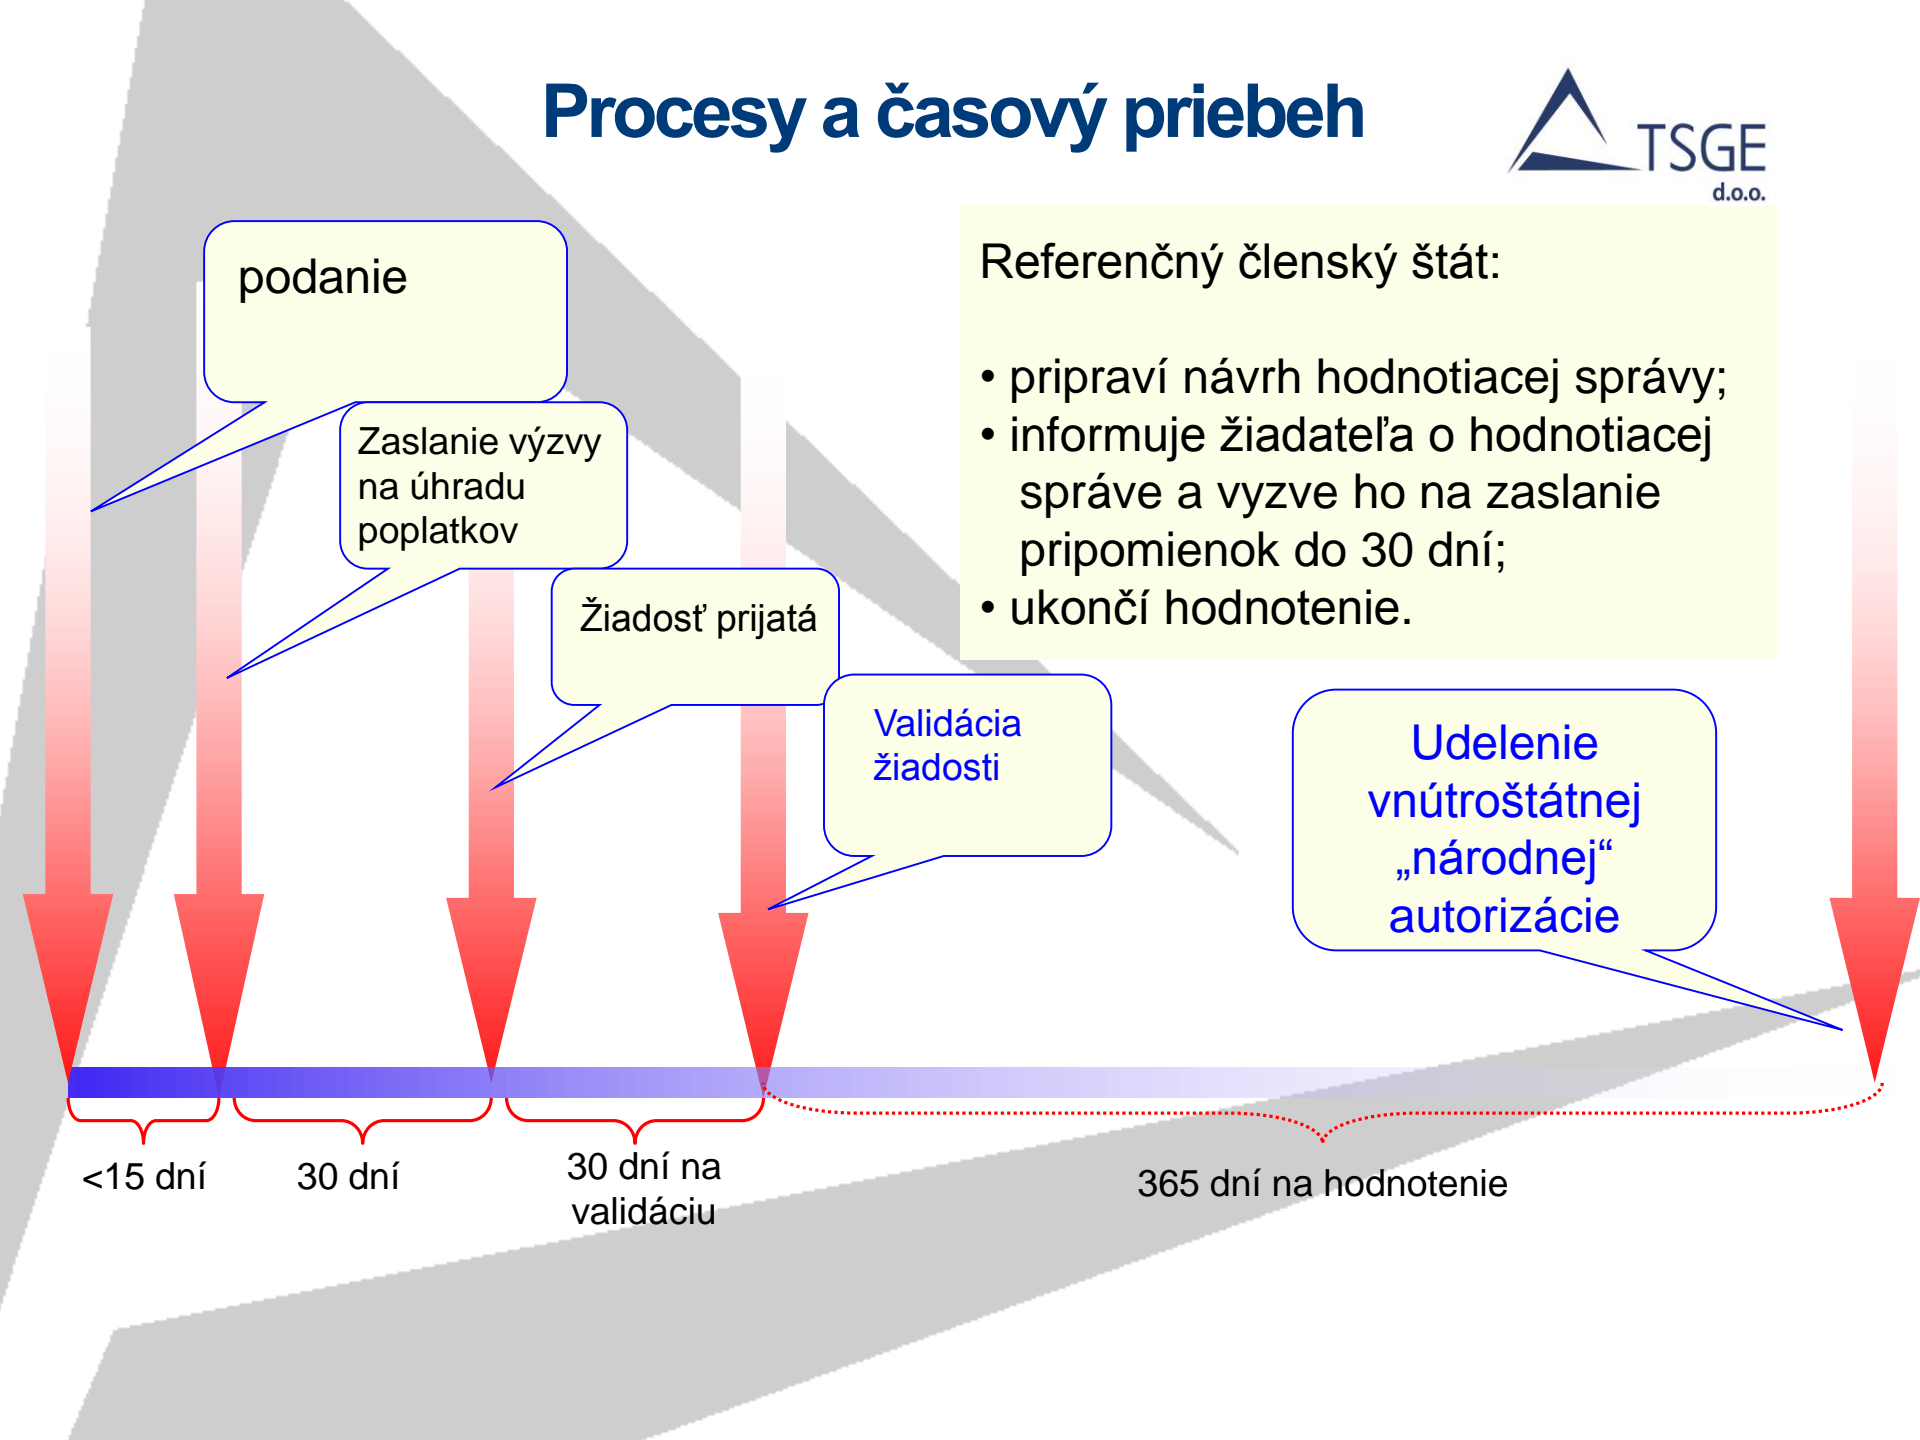 Procesy a časový priebeh
TSGE
d.o.o.
podanie
Zaslanie výzvy
na úhradu
poplatkov
Žiadosť prijatá
Validácia
žiadosti
Referenčný členský štát:
• pripraví návrh hodnotiacej správy;
• informuje žiadateľa o hodnotiacej
správe a vyzve ho na zaslanie
pripomienok do 30 dní;
• ukončí hodnotenie.
Udelenie
vnútroštátnej
„národnej“
autorizácie
<15 dní
30 dní
30 dní na
validáciu
365 dní na hodnotenie